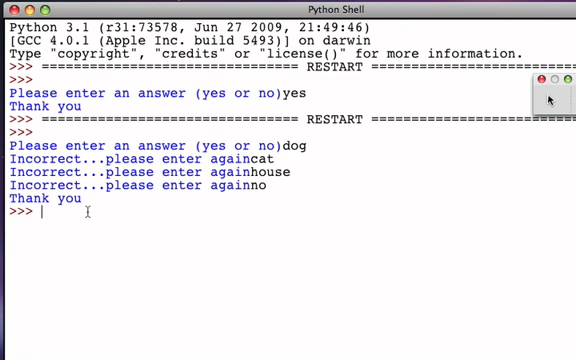 Python Shell
Python 3.1 (r31:73578, Jun 27 2009, 21:49:46)
[GCC 4.0.1 (Apple Inc. build 5493)] on darwin
Type "copyright", "credits" or "license()" for more information.
>>> ================================ RESTART ================================
>>>
Please enter an answer (yes or no)yes
Thank you
>>> ================================ RESTART ================================
>>>
Please enter an answer (yes or no)dog
Incorrect...please enter againcat
Incorrect...please enter againhouse
Incorrect...please enter againno
Thank you
>>>